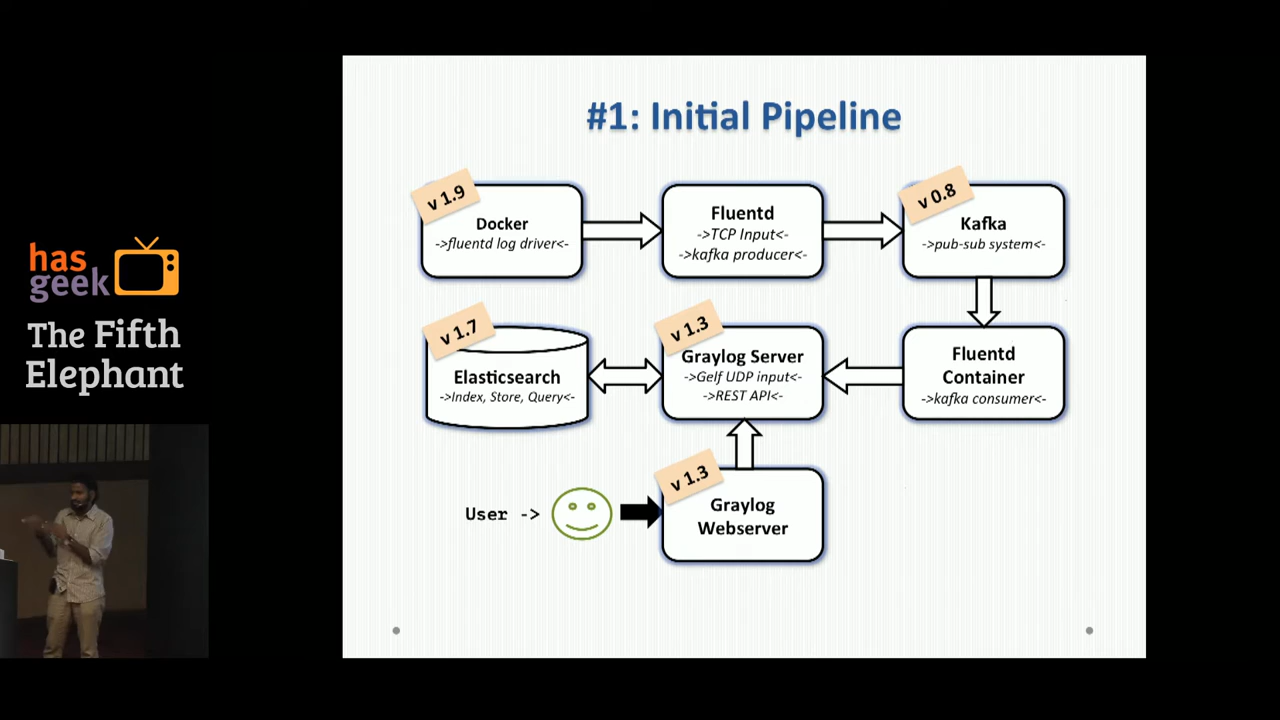 #1: Initial Pipeline
v 1.9
Docker
->fluentd log driver<-
Fluentd
->TCP Input<-
->kafka producer<-
v 0.8
Kafka
->pub-sub system<-
has
geek
The Fifth
Elephant
v 1.7
Elasticsearch
->Index, Store, Query<-
v 1.3
Graylog Server
->Gelf UDP input<-
->REST API<-
Fluentd
Container
->kafka consumer<-
User ->
v 1.3
Graylog
Webserver